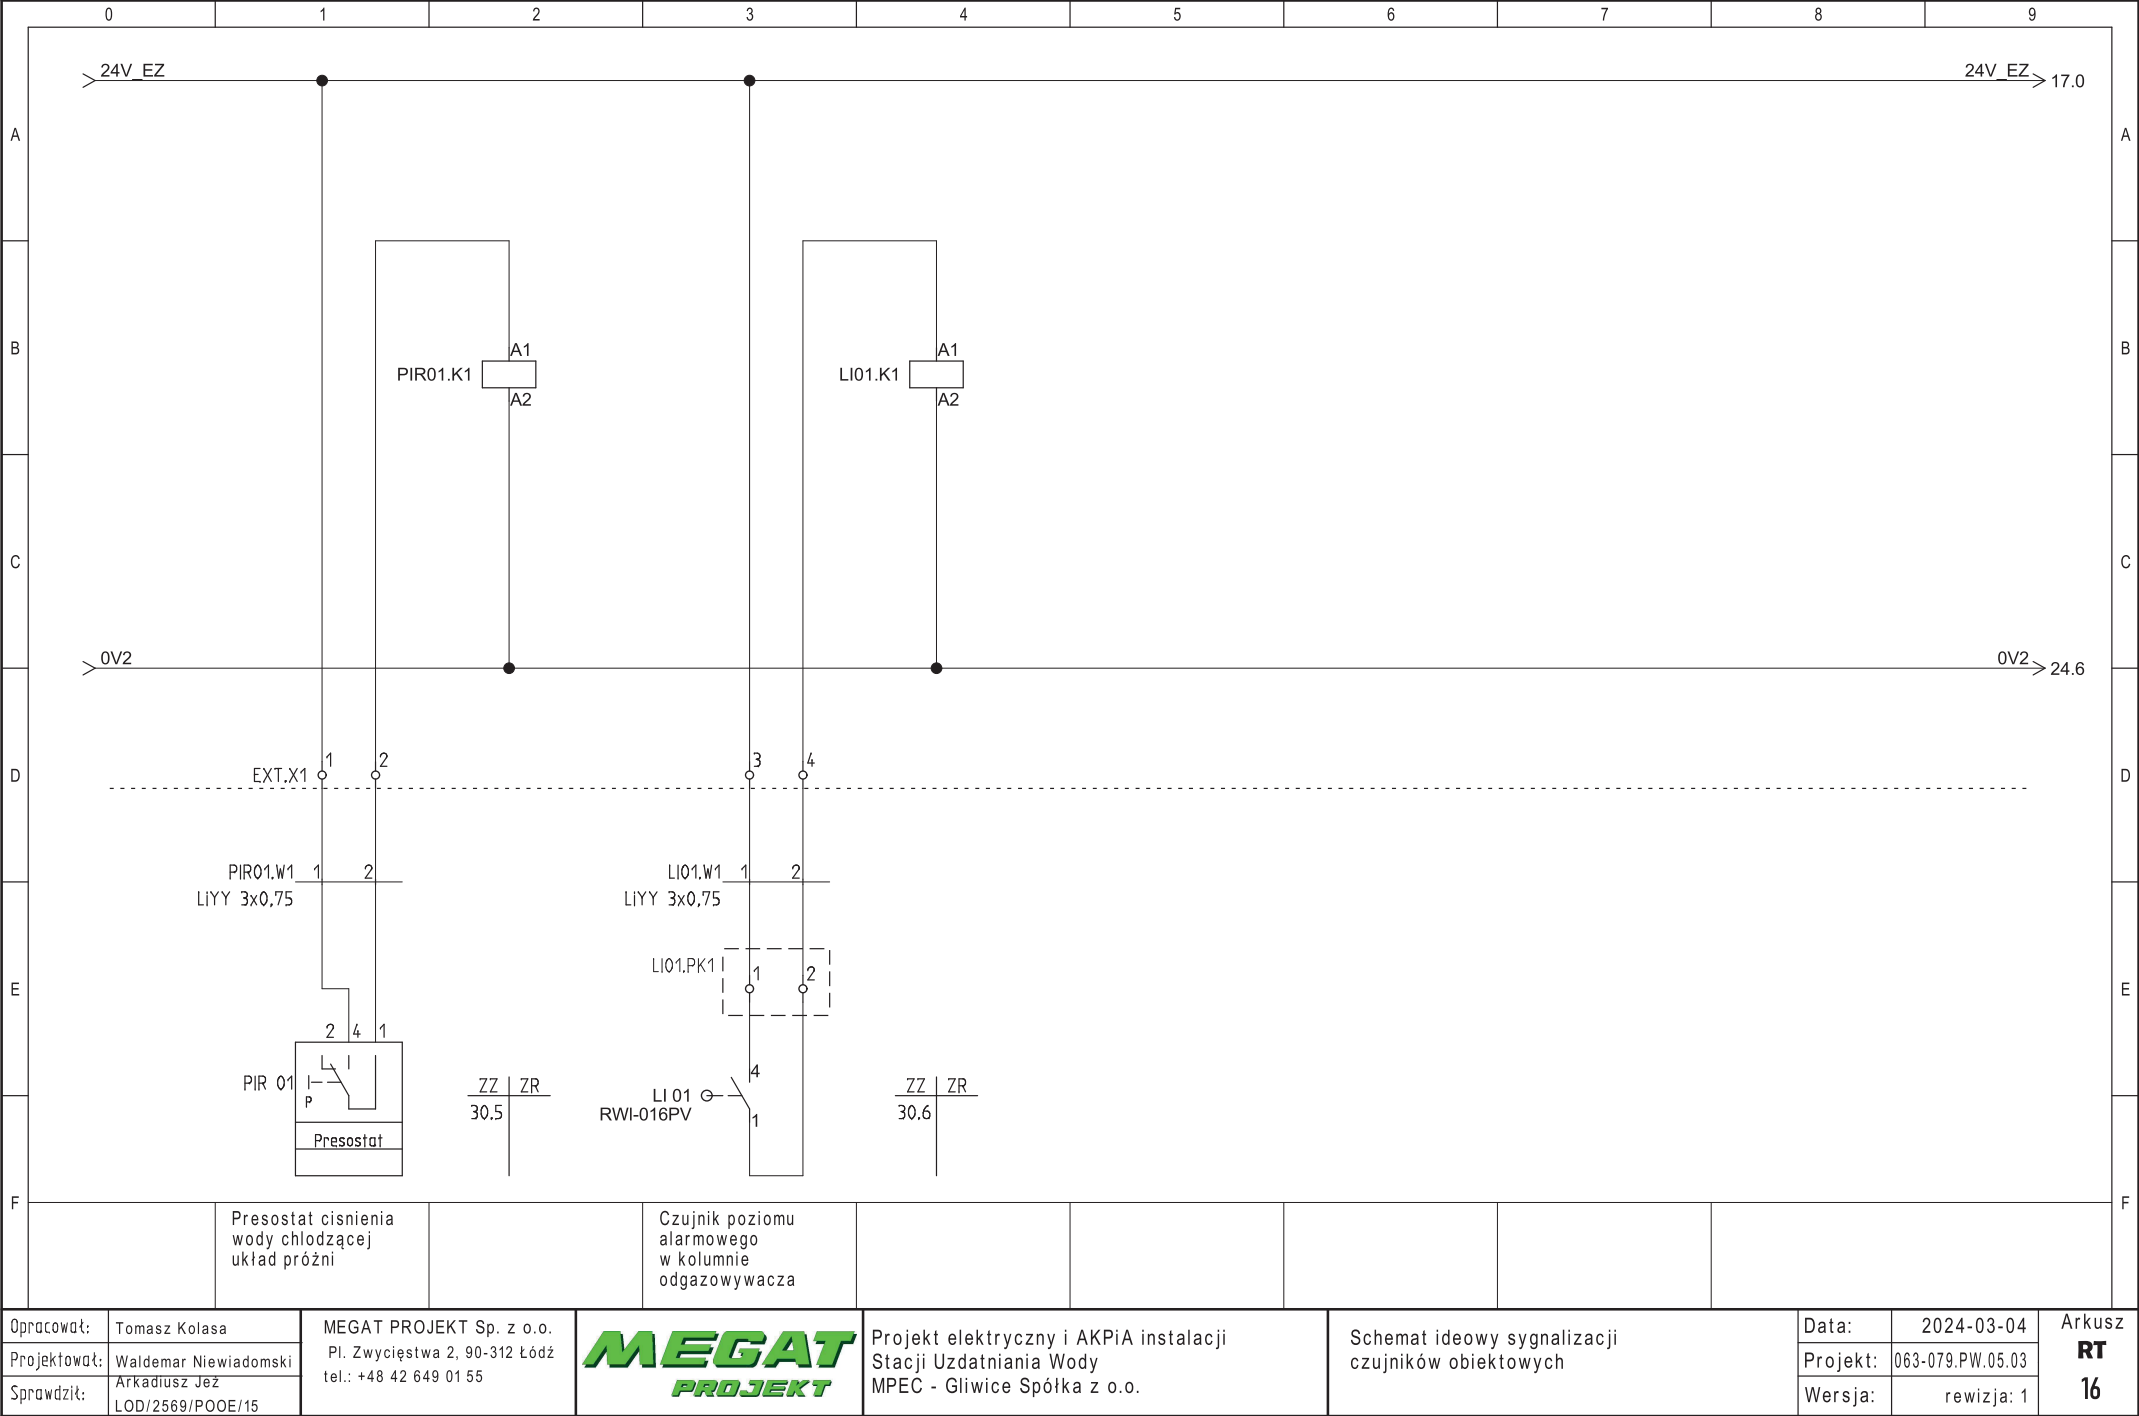 0 1 2 3 4 5 6 7 8 9
24V_EZ 24V_EZ 17.0
A A
B B
A1 A1
PIR01.K1 LI01.K1
A2 A2
C C
0V2 0V2 24.6
1 2 3 4
D EXT.X1 D
PIR01.W1 1 2 LI01.W1 1 2
LiYY 3x0,75 LiYY 3x0,75
LI01.PK1 1 2
E E
2 4 1
PIR 01 ZZ ZR 4 ZZ ZR
P LI 01
30.5 RWI-016PV 1 30.6
Presostat
F F
Presostat cisnienia
wody chlodzącej
układ próżni
Czujnik poziomu
alarmowego
w kolumnie
odgazowywacza
Opracował: Tomasz Kolasa
Projektował: Waldemar Niewiadomski
Sprawdził: Arkadiusz Jeż
LOD/2569/POOE/15
MEGAT PROJEKT Sp. z o.o.
Pl. Zwycięstwa 2, 90-312 Łódź
tel.: +48 42 649 01 55
MEGAT
PROJEKT
Projekt elektryczny i AKPiA instalacji
Stacji Uzdatniania Wody
MPEC - Gliwice Spółka z o.o.
Schemat ideowy sygnalizacji
czujników obiektowych
Data: 2024-03-04
Projekt: 063-079.PW.05.03
Wersja: rewizja: 1
Arkusz
RT
16